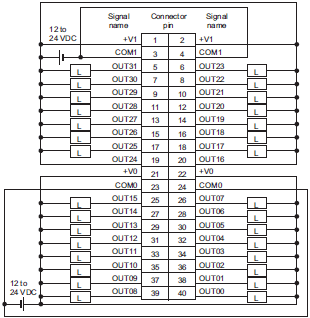 Signal name Connector pin Signal name
12 to 24 VDC
+V1 1 2 +V1
COM1 3 4 COM1
L OUT31 5 6 OUT23 L
L OUT30 7 8 OUT22 L
L OUT29 9 10 OUT21 L
L OUT28 11 12 OUT20 L
L OUT27 13 14 OUT19 L
L OUT26 15 16 OUT18 L
L OUT25 17 18 OUT17 L
OUT24 19 20 OUT16
+V0 21 22 +V0
COM0 23 24 COM0
L OUT15 25 26 OUT07 L
L OUT14 27 28 OUT06 L
L OUT13 29 30 OUT05 L
L OUT12 31 32 OUT04 L
L OUT11 33 34 OUT03 L
L OUT10 35 36 OUT02 L
L OUT09 37 38 OUT01 L
L OUT08 39 40 OUT00 L
12 to 24 VDC